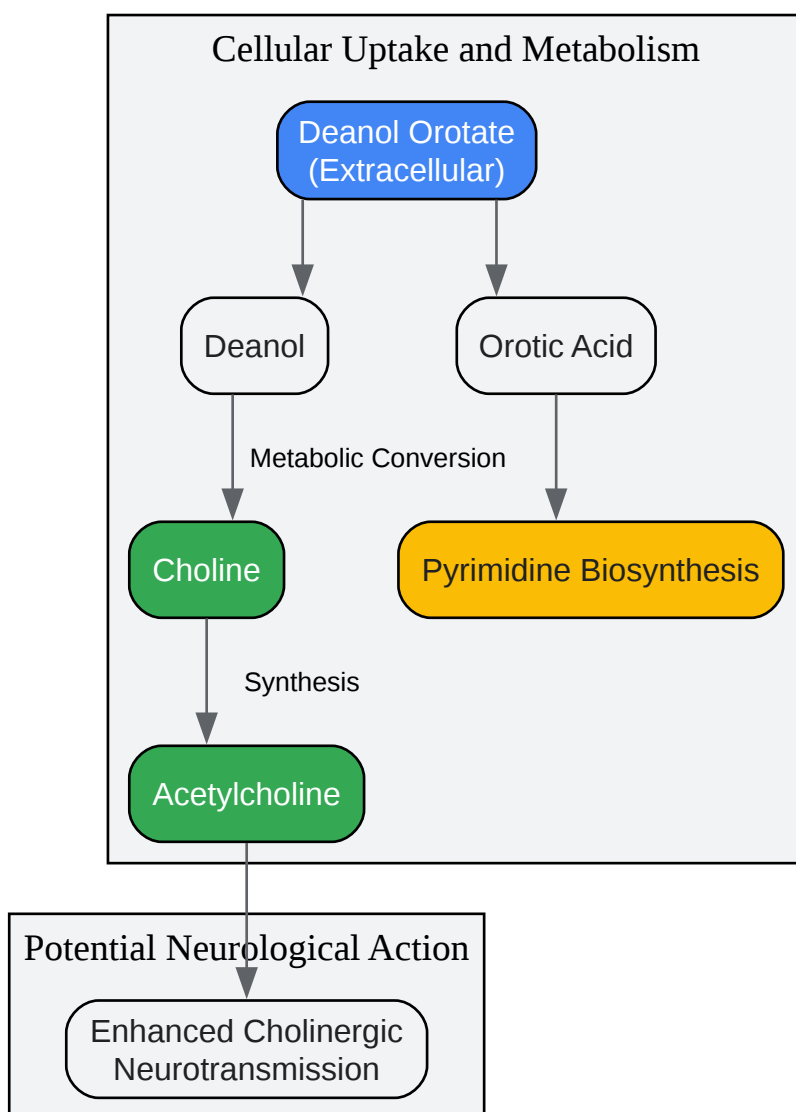 Cellular Uptake and Metabolism
Deanol Orotate
(Extracellular)
Deanol
Orotic Acid
Metabolic Conversion
Choline
Pyrimidine Biosynthesis
Synthesis
Acetylcholine
Potential Neurological Action
Enhanced Cholinergic
Neurotransmission